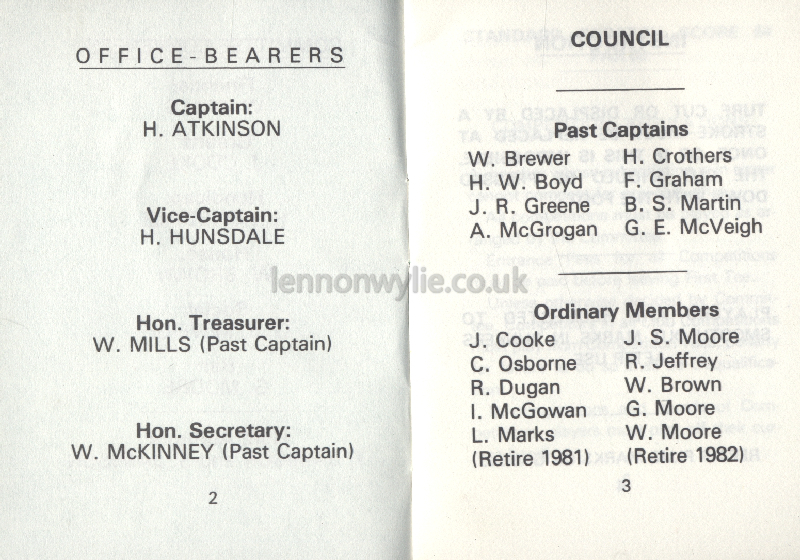 OFFICE-BEARERS
Captain:
H. ATKINSON
Vice-Captain:
H. HUNSDALE
Hon. Treasurer:
W. MILLS (Past Captain)
Hon. Secretary:
W. McKINNEY (Past Captain)
2
COUNCIL
Past Captains
W. Brewer H. Crothers
H. W. Boyd F. Graham
J. R. Greene B. S. Martin
A. McGrogan G. E. McVeigh
lennonwylie.co.uk
Ordinary Members
J. Cooke J. S. Moore
C. Osborne R. Jeffrey
R. Dugan W. Brown
I. McGowan G. Moore
L. Marks W. Moore
(Retire 1981) (Retire 1982)
3